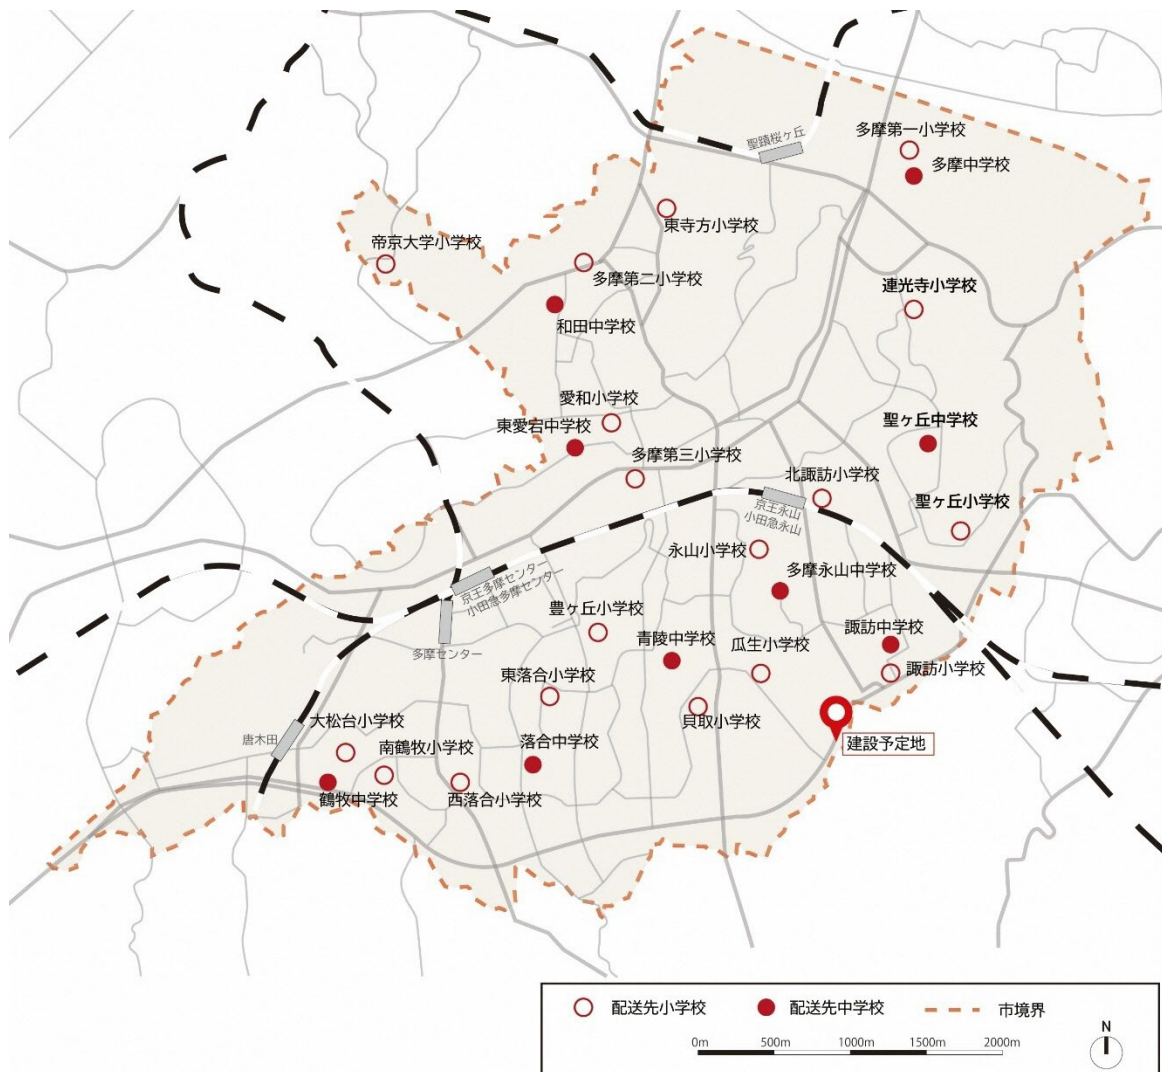 聖蹟桜ヶ丘
多摩第一小学校
多摩中学校
東寺方小学校
帝京大学小学校
多摩第二小学校
連光寺小学校
和田中学校
愛和小学校
東愛宕中学校
聖ヶ丘中学校
多摩第三小学校
北諏訪小学校
聖ヶ丘小学校
京王永山
小田急永山
永山小学校
多摩永山中学校
京王多摩センター
小田急多摩センター
豊ヶ丘小学校
青陵中学校
諏訪中学校
多摩センター
瓜生小学校
諏訪小学校
東落合小学校
貝取小学校
大松台小学校
唐木田
南鶴牧小学校
落合中学校
建設予定地
鶴牧中学校
西落合小学校
配送先小学校
配送先中学校
市境界
N
0m
500m
1000m
1500m
2000m